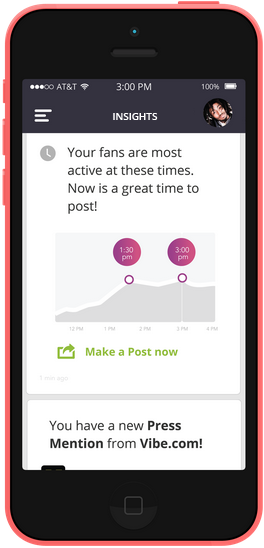 AT&T 3:00 PM 100%
INSIGHTS
Your fans are most
active at these times.
Now is a great time to
post!
1:30 3:00
pm pm
12 PM 1 PM 2 PM 3 PM 4 PM
Make a Post now
1 min ago
You have a new Press
Mention from Vibe.com!